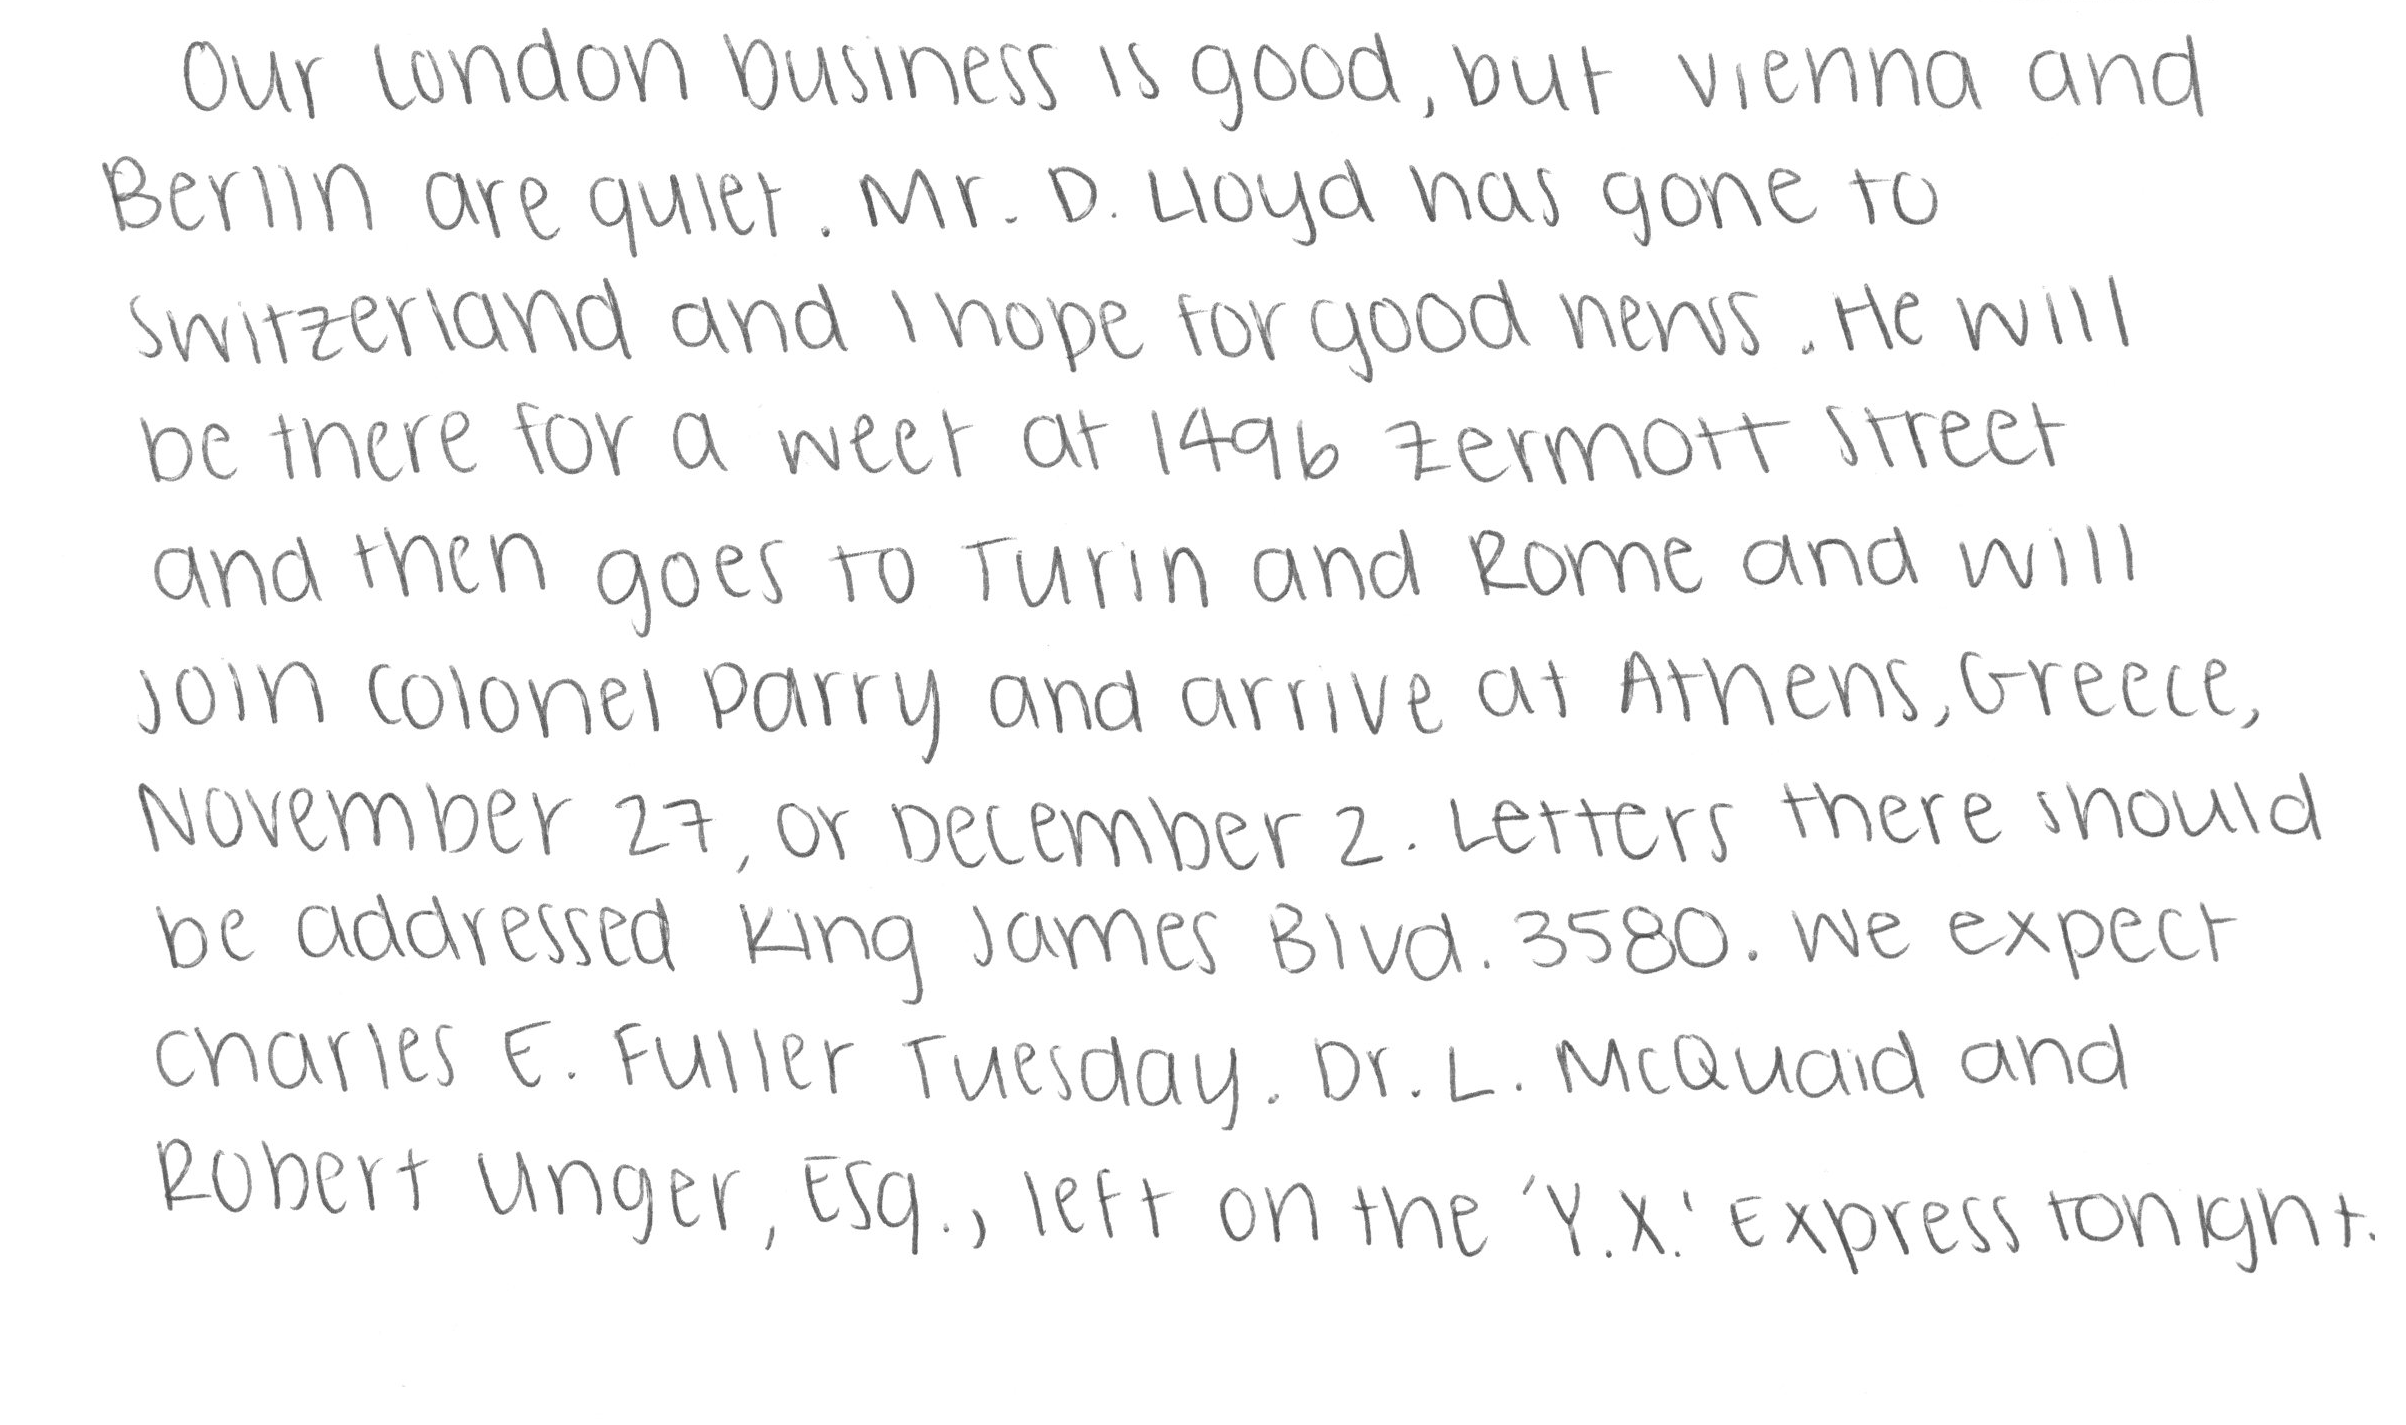 Our London business is good, but Vienna and
Berlin are quiet. Mr. D. Lloyd has gone to
Switzerland and I hope for good news. He will
be there for a weet at 1496 Zermott Street
and then goes to Turin and Rome and will
join Colonel Parry and arrive at Athens, Greece,
November 27, or December 2. Letters there should
be addressed King James Blvd. 3580. We expect
Charles E. Fuller Tuesday. Dr. L. McQuaid and
Robert Unger, Esq., left on the 'Y.X.' Express tonight.